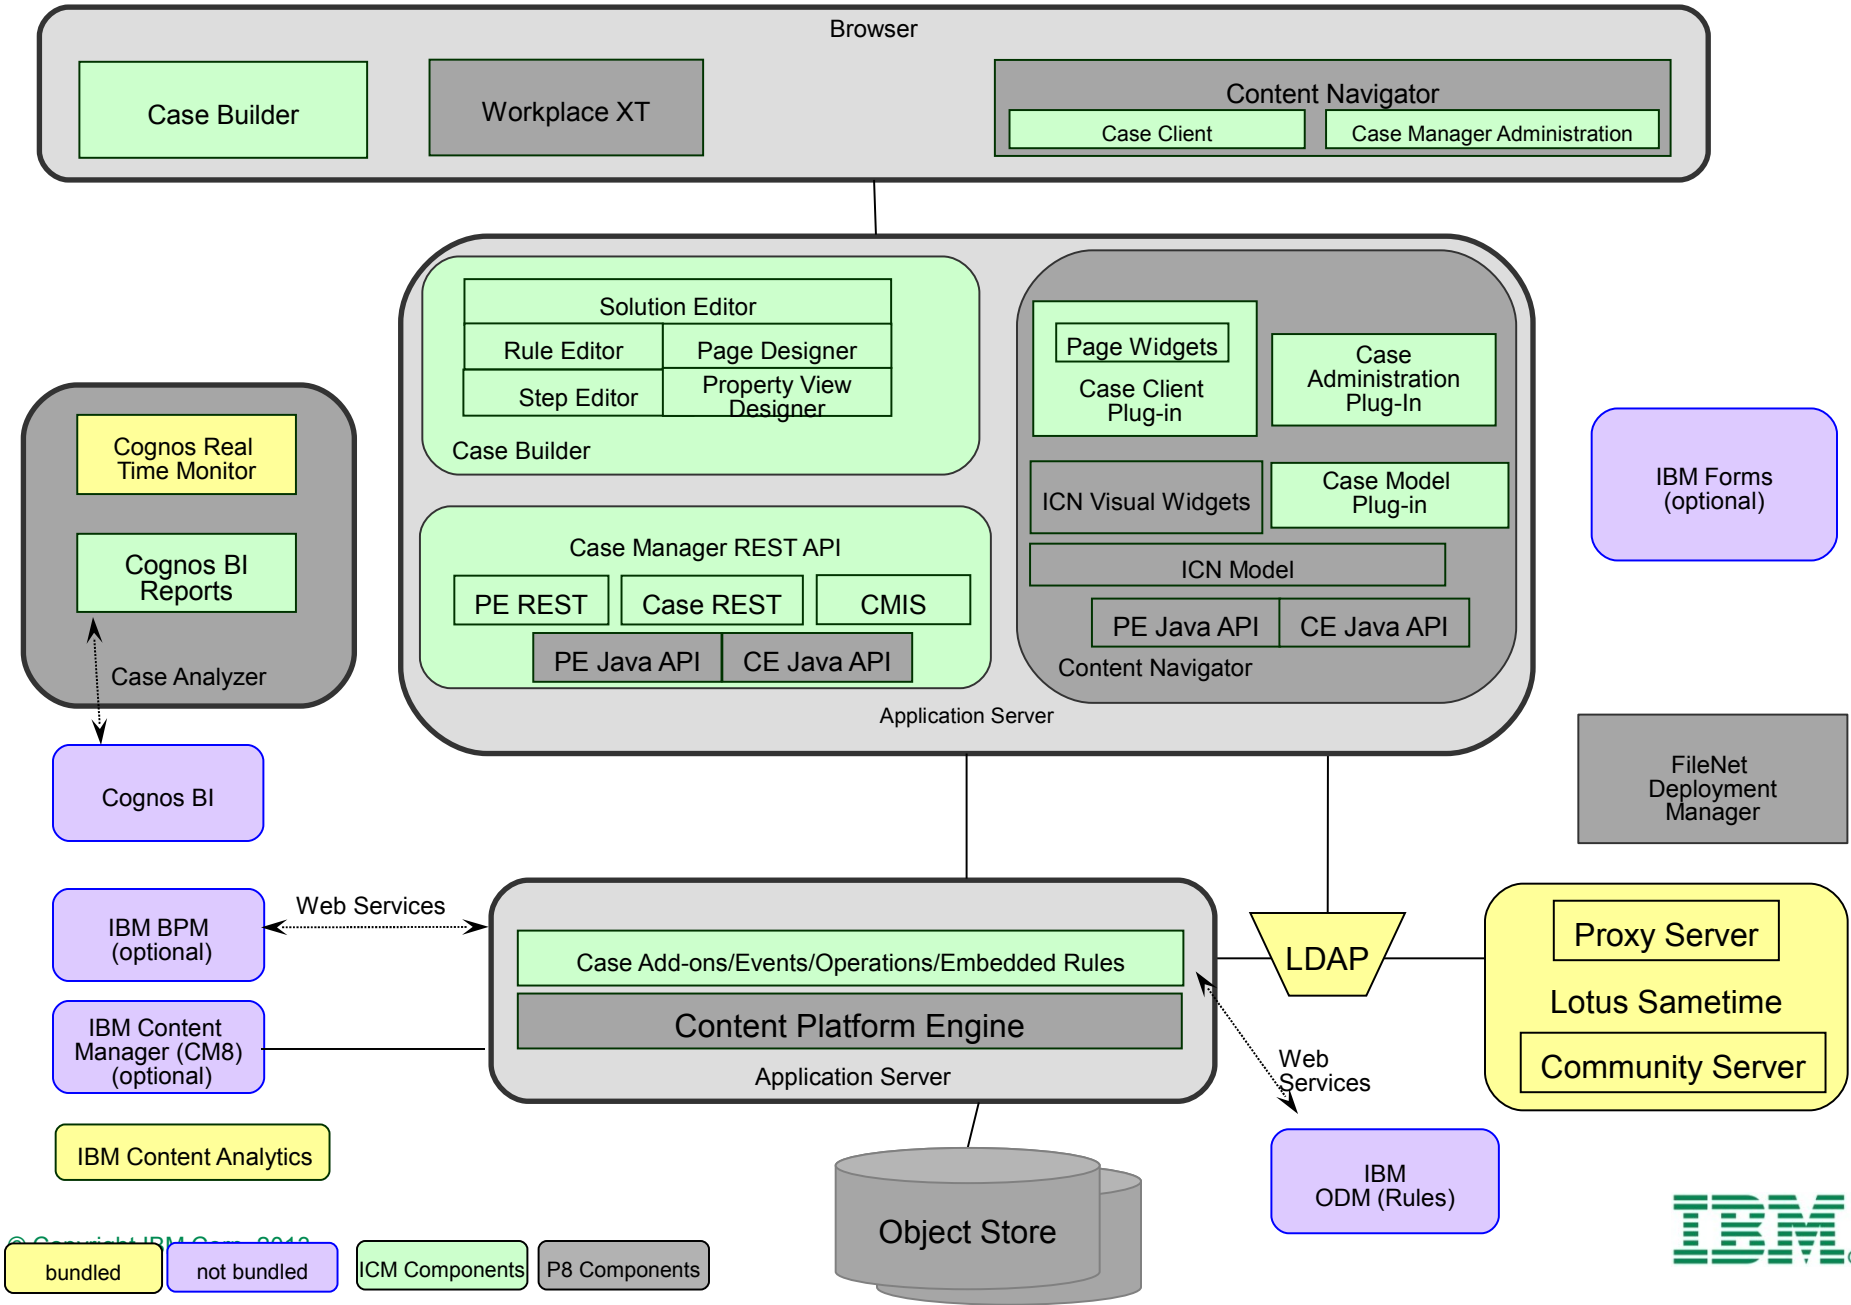 Browser
Case Builder
Workplace XT
Content Navigator
Case Client
Case Manager Administration
Solution Editor
Rule Editor
Page Designer
Step Editor
Property View
Designer
Case Builder
Page Widgets
Case Client
Plug-in
Case
Administration
Plug-In
ICN Visual Widgets
Case Model
Plug-in
ICN Model
PE Java API
CE Java API
Content Navigator
Case Manager REST API
PE REST
Case REST
CMIS
PE Java API
CE Java API
Application Server
Cognos Real
Time Monitor
Cognos BI
Reports
Case Analyzer
Cognos BI
IBM Forms
(optional)
FileNet
Deployment
Manager
IBM BPM
(optional)
Web Services
IBM Content
Manager (CM8)
(optional)
IBM Content Analytics
Case Add-ons/Events/Operations/Embedded Rules
Content Platform Engine
Application Server
LDAP
Proxy Server
Lotus Sametime
Community Server
Web
Services
IBM
ODM (Rules)
Object Store
© Copyright IBM Corp. 2013
bundled
not bundled
ICM Components
P8 Components
IBM